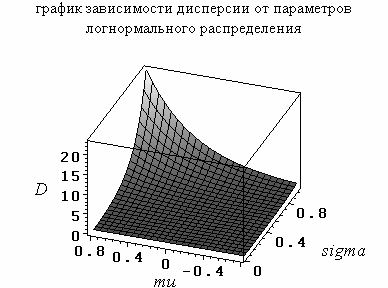 график зависимости дисперсии от параметров
логнормального распределения
20
15
10
5
0
D
0.8 0.4 0 -0.4
mu
0 0.4 0.8
sigma